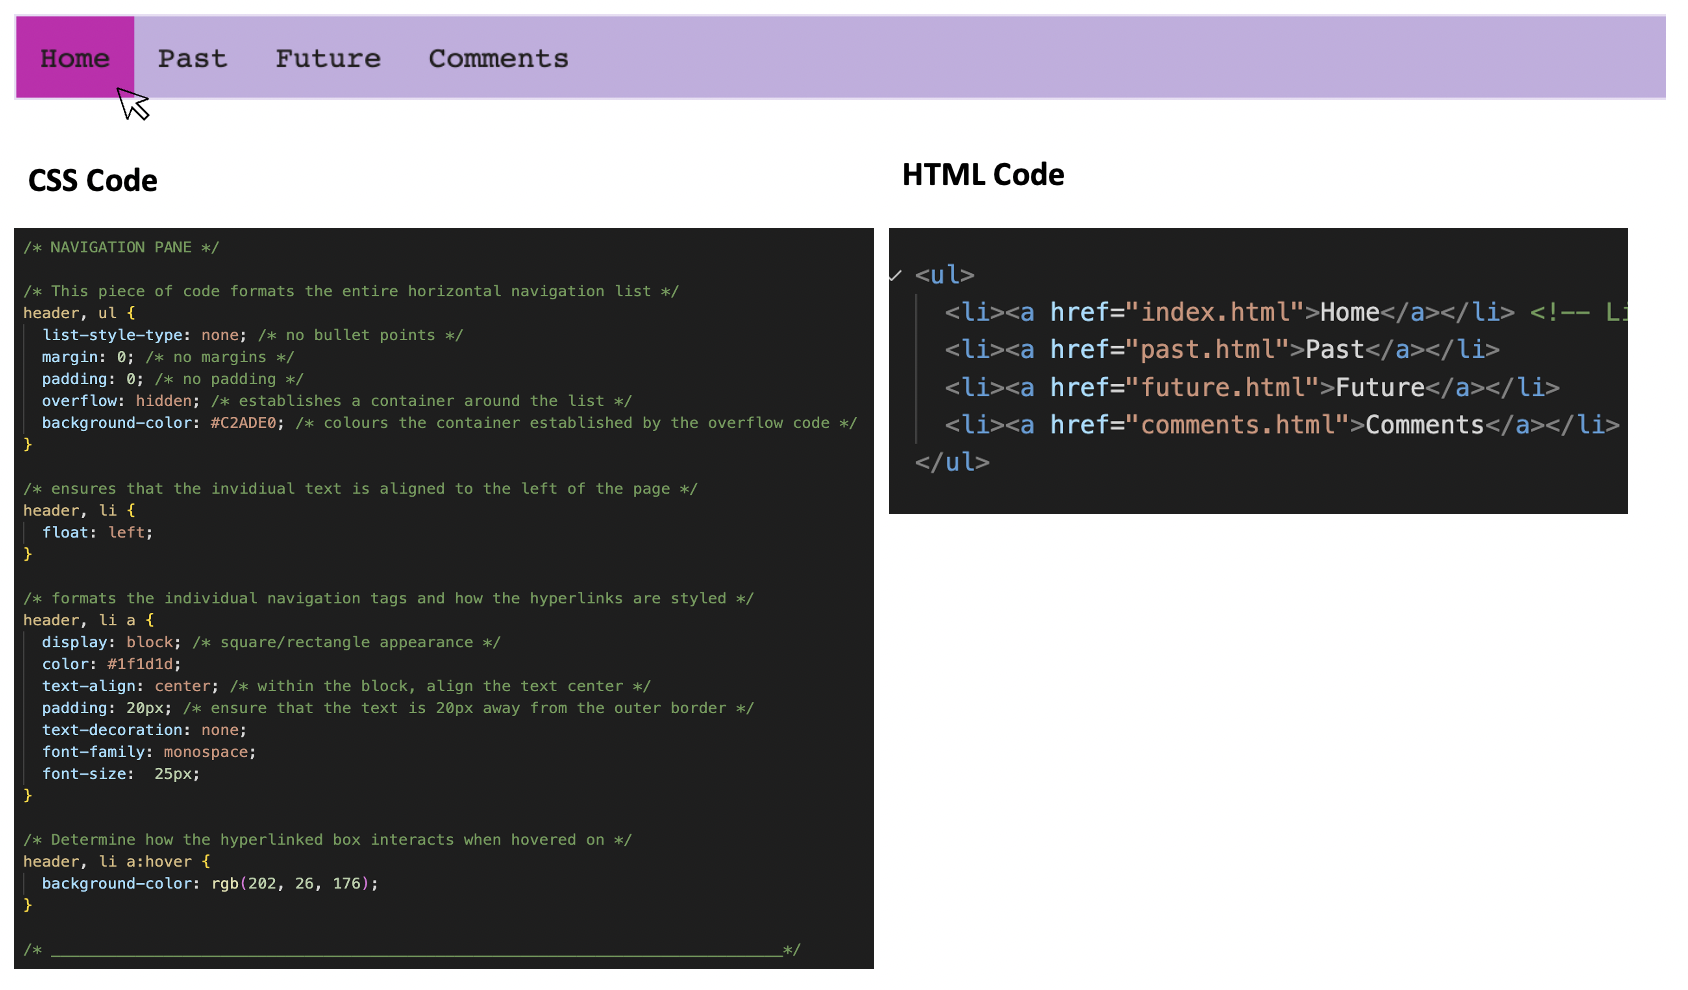 Home Past Future Comments
CSS Code
/* NAVIGATION PANE */
/* This piece of code formats the entire horizontal navigation list */
header, ul {
list-style-type: none; /* no bullet points */
margin: 0; /* no margins */
padding: 0; /* no padding */
overflow: hidden; /* establishes a container around the list */
background-color: #C2ADE0; /* colours the container established by the overflow code */
}
/* ensures that the invidiual text is aligned to the left of the page */
header, li {
float: left;
}
/* formats the individual navigation tags and how the hyperlinks are styled */
header, li a {
display: block; /* square/rectangle appearance */
color: #1f1d1d;
text-align: center; /* within the block, align the text center */
padding: 20px; /* ensure that the text is 20px away from the outer border */
text-decoration: none;
font-family: monospace;
font-size:  25px;
}
/* Determine how the hyperlinked box interacts when hovered on */
header, li a:hover {
background-color: rgb(202, 26, 176);
}
/* ______________________________________________________________________________*/
HTML Code
<ul>
<li><a href="index.html">Home</a></li> <!-- Li
<li><a href="past.html">Past</a></li>
<li><a href="future.html">Future</a></li>
<li><a href="comments.html">Comments</a></li>
</ul>